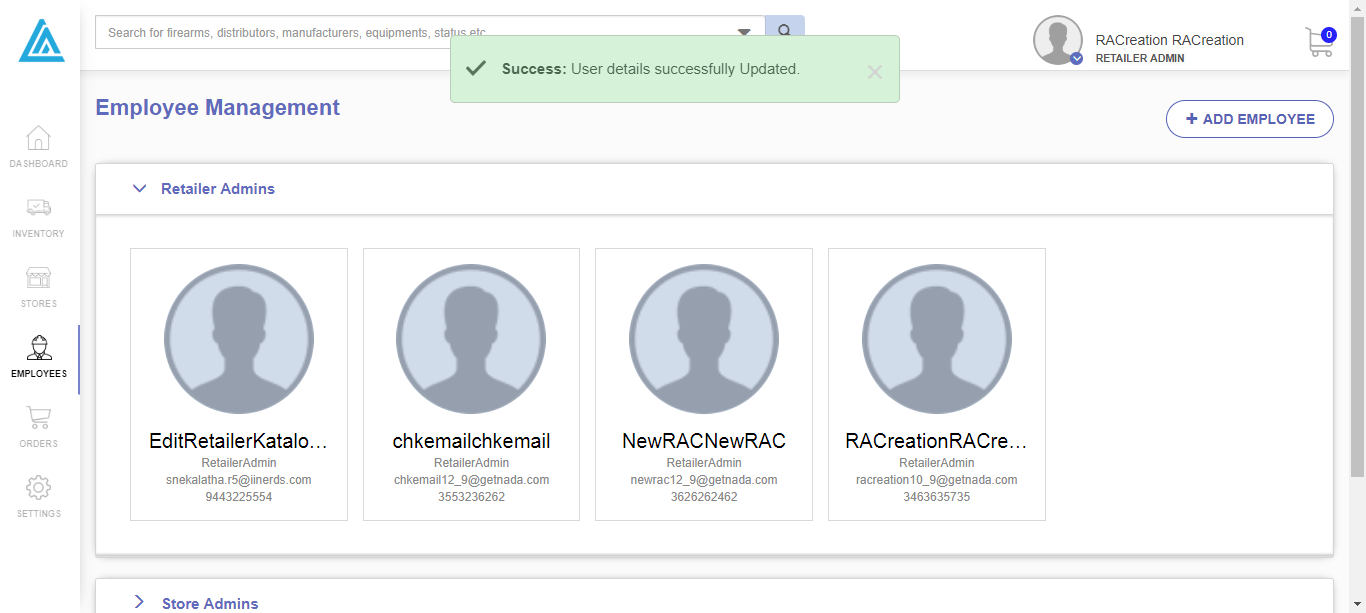 Search for firearms, distributors, manufacturers, equipments, status etc
Success: User details successfully Updated.
RACreation RACreation
RETAILER ADMIN
0
Employee Management
+ ADD EMPLOYEE
DASHBOARD
INVENTORY
STORES
EMPLOYEES
ORDERS
SETTINGS
Retailer Admins
EditRetailerKatalo...
RetailerAdmin
snekalatha.r5@iinerds.com
9443225554
chkemailchkemail
RetailerAdmin
chkemail12_9@getnada.com
3553236262
NewRACNewRAC
RetailerAdmin
newrac12_9@getnada.com
3626262462
RACreationRACre...
RetailerAdmin
racreation10_9@getnada.com
3463635735
Store Admins